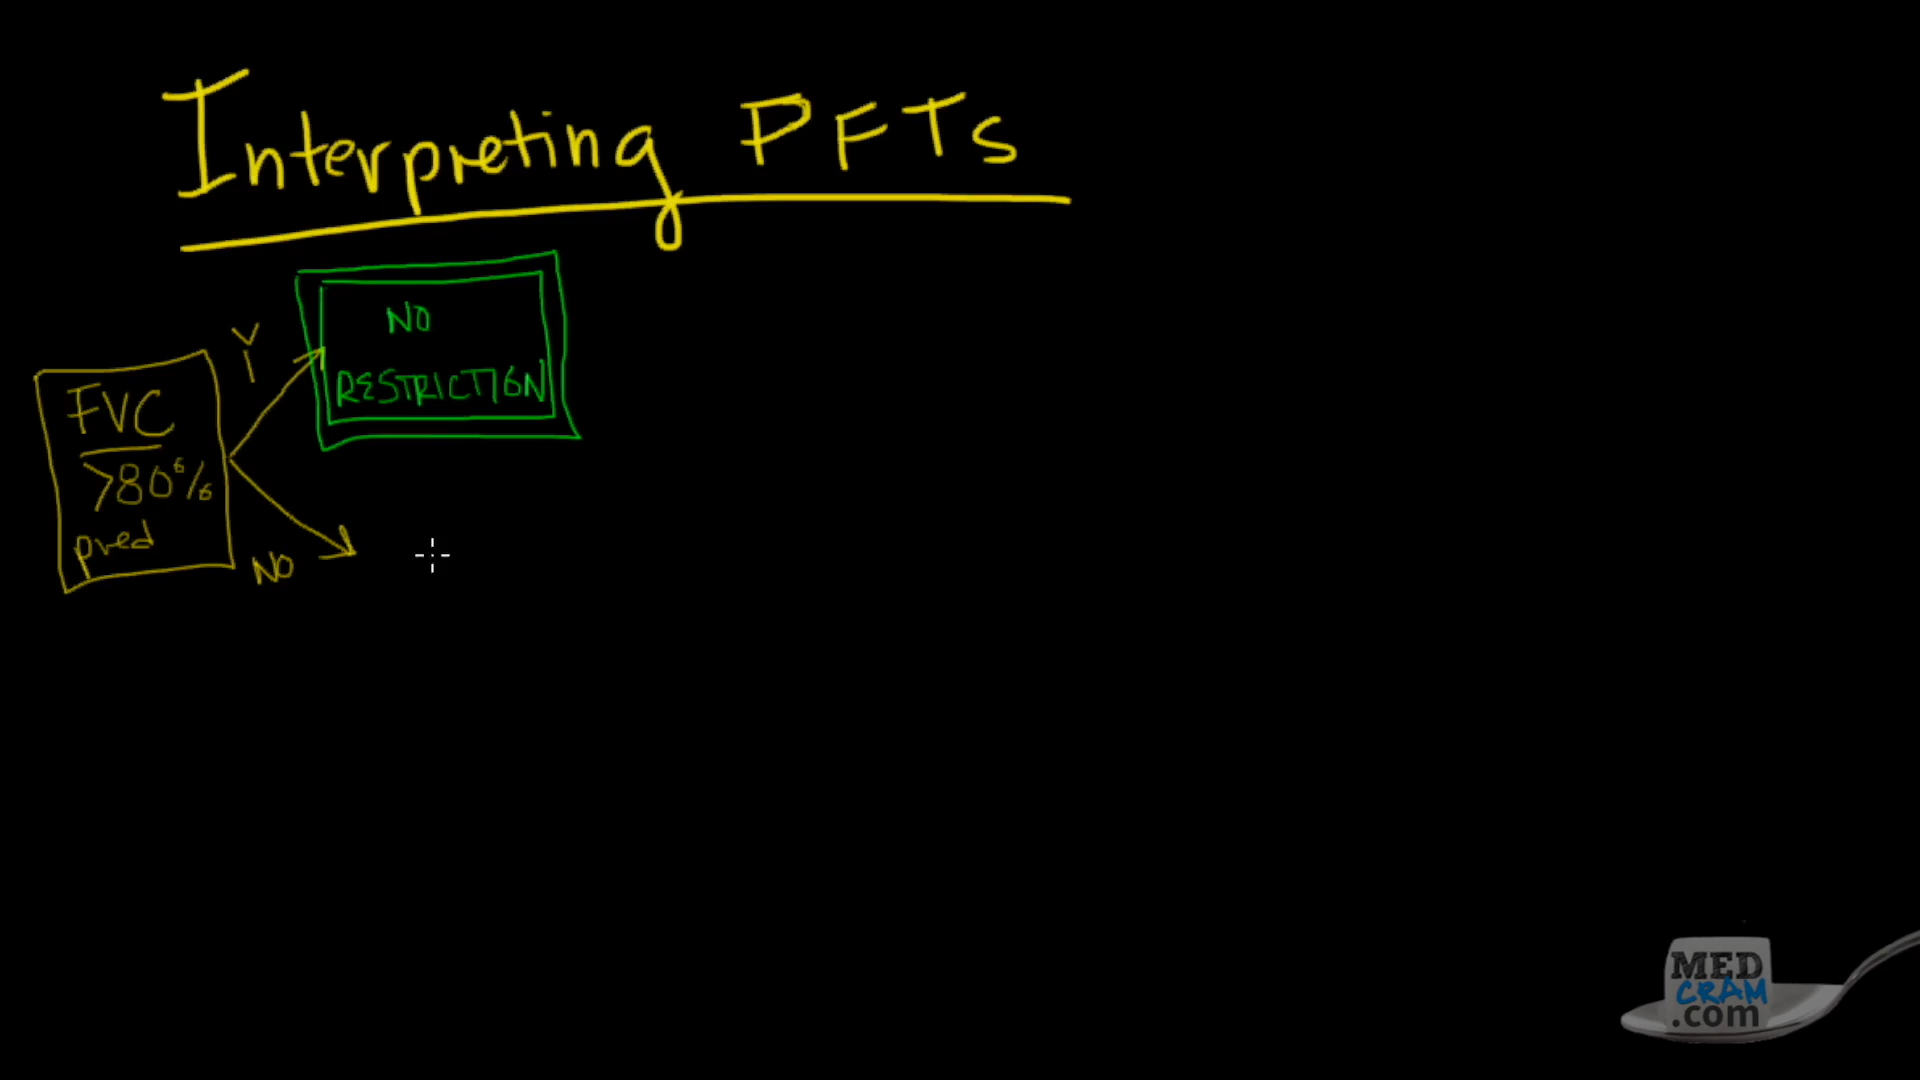 Interpreting PFTs
NO
RESTRICTION
Y
FVC
>80%
pred
NO
MED
CRAM
.com